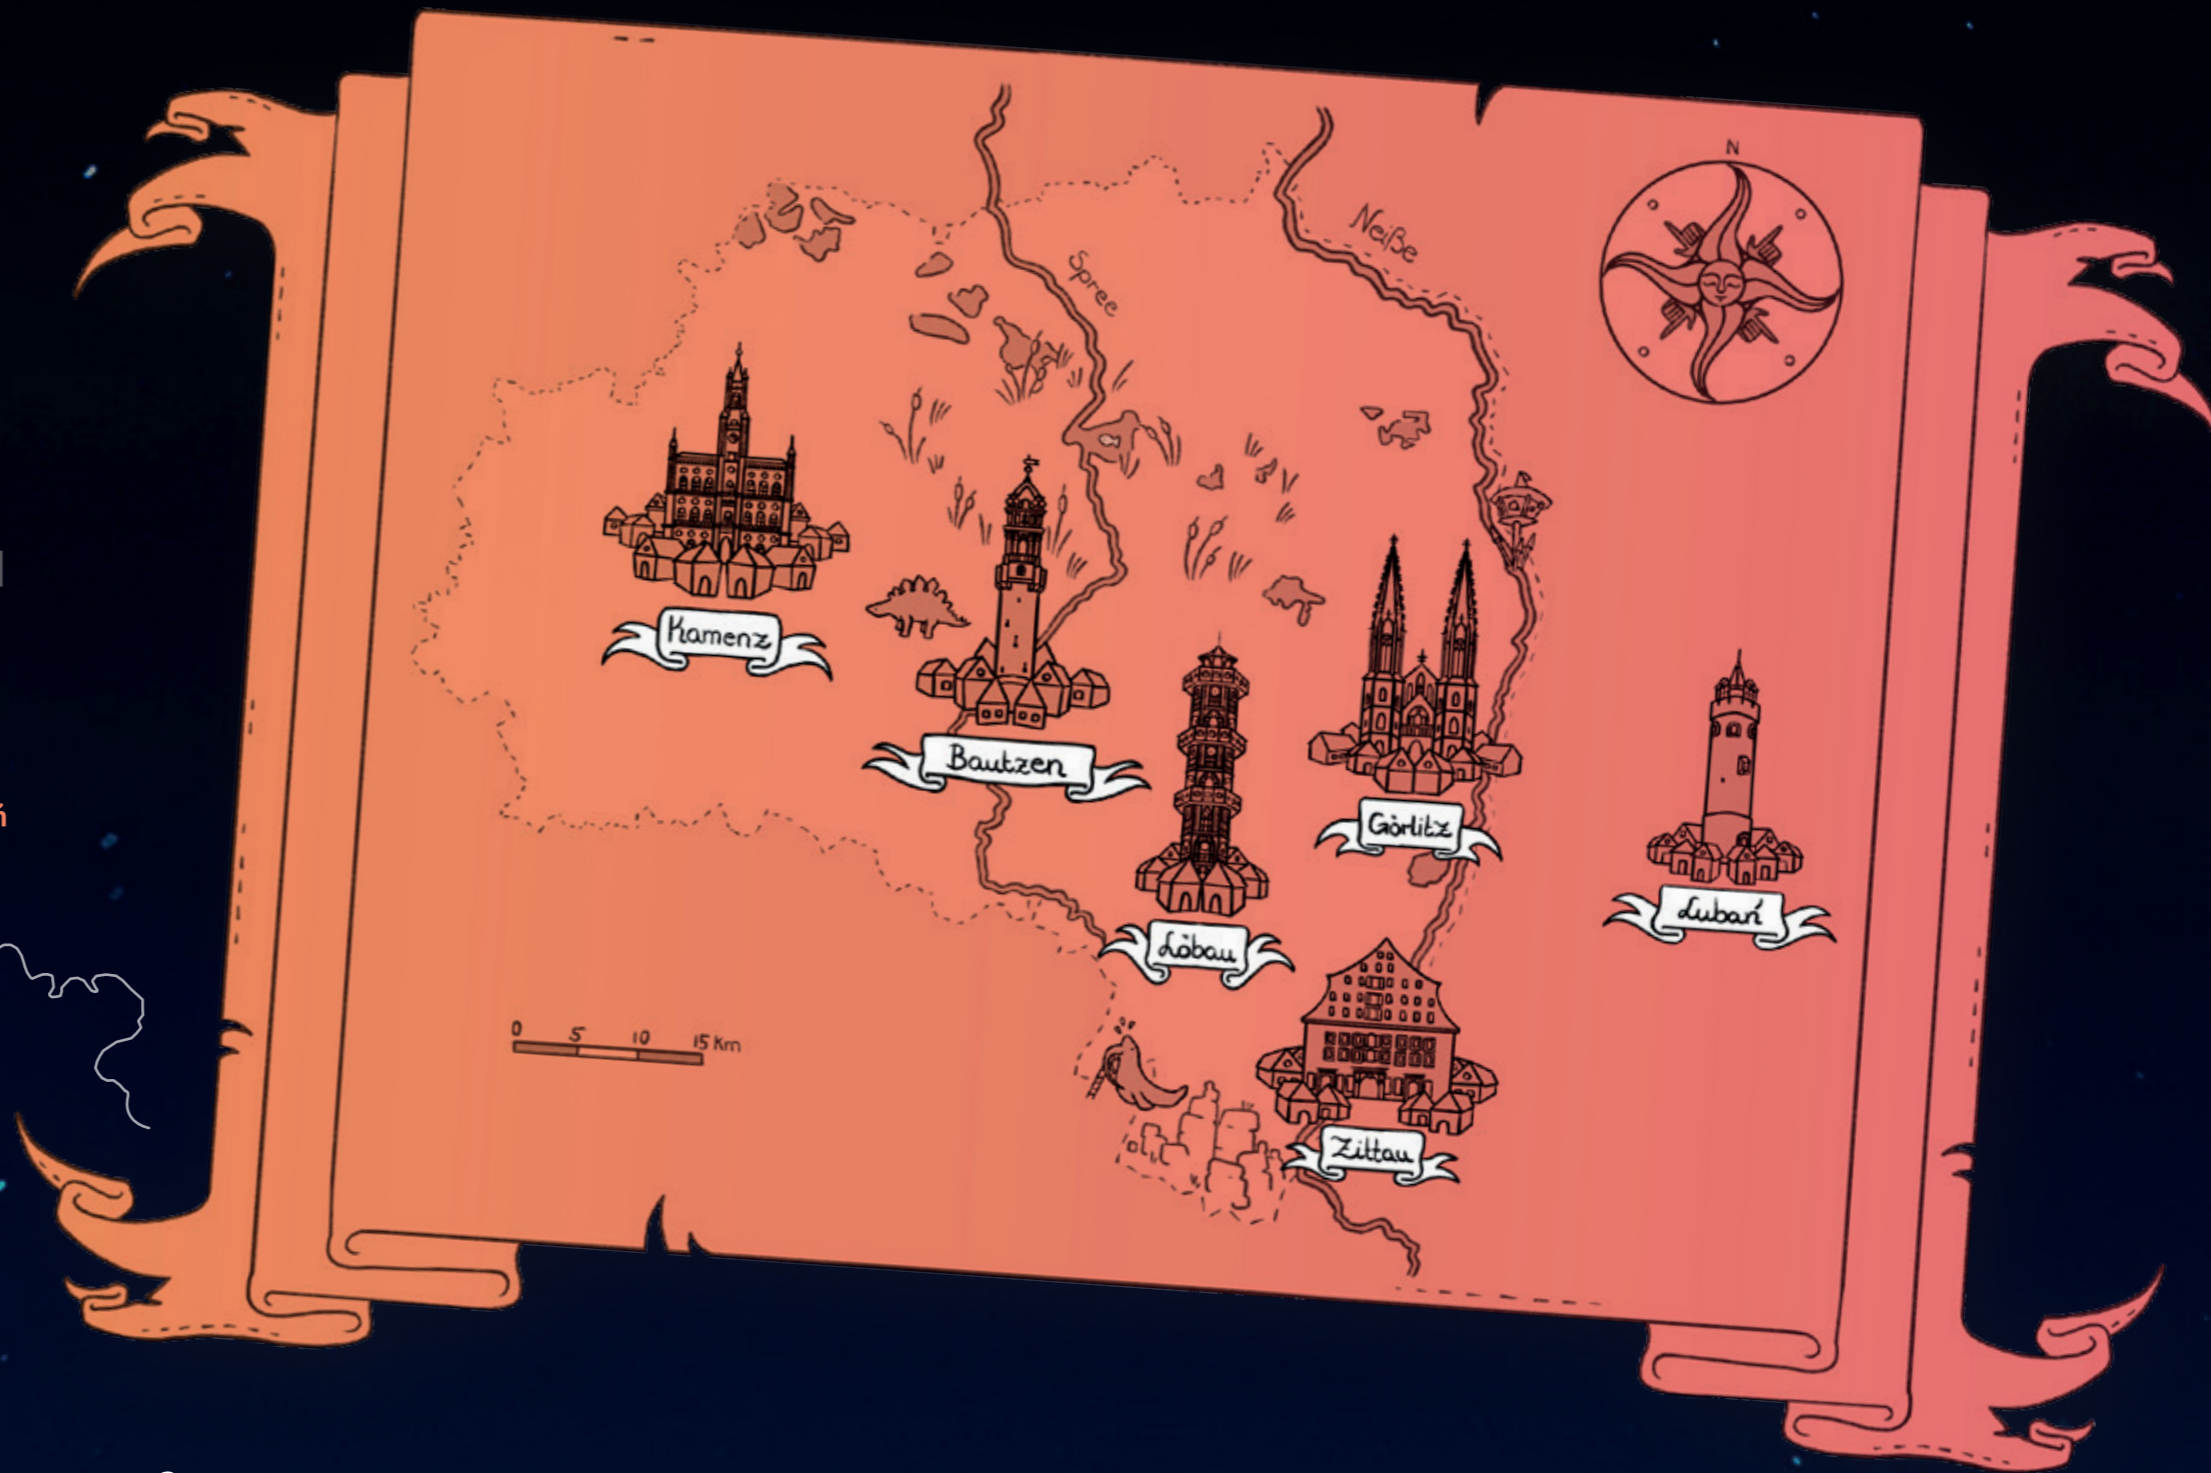 N
Neiße
Spree
Kamenz
Bautzen
Görlitz
Lubań
Löbau
0 5 10 15 Km
Zittau
ń